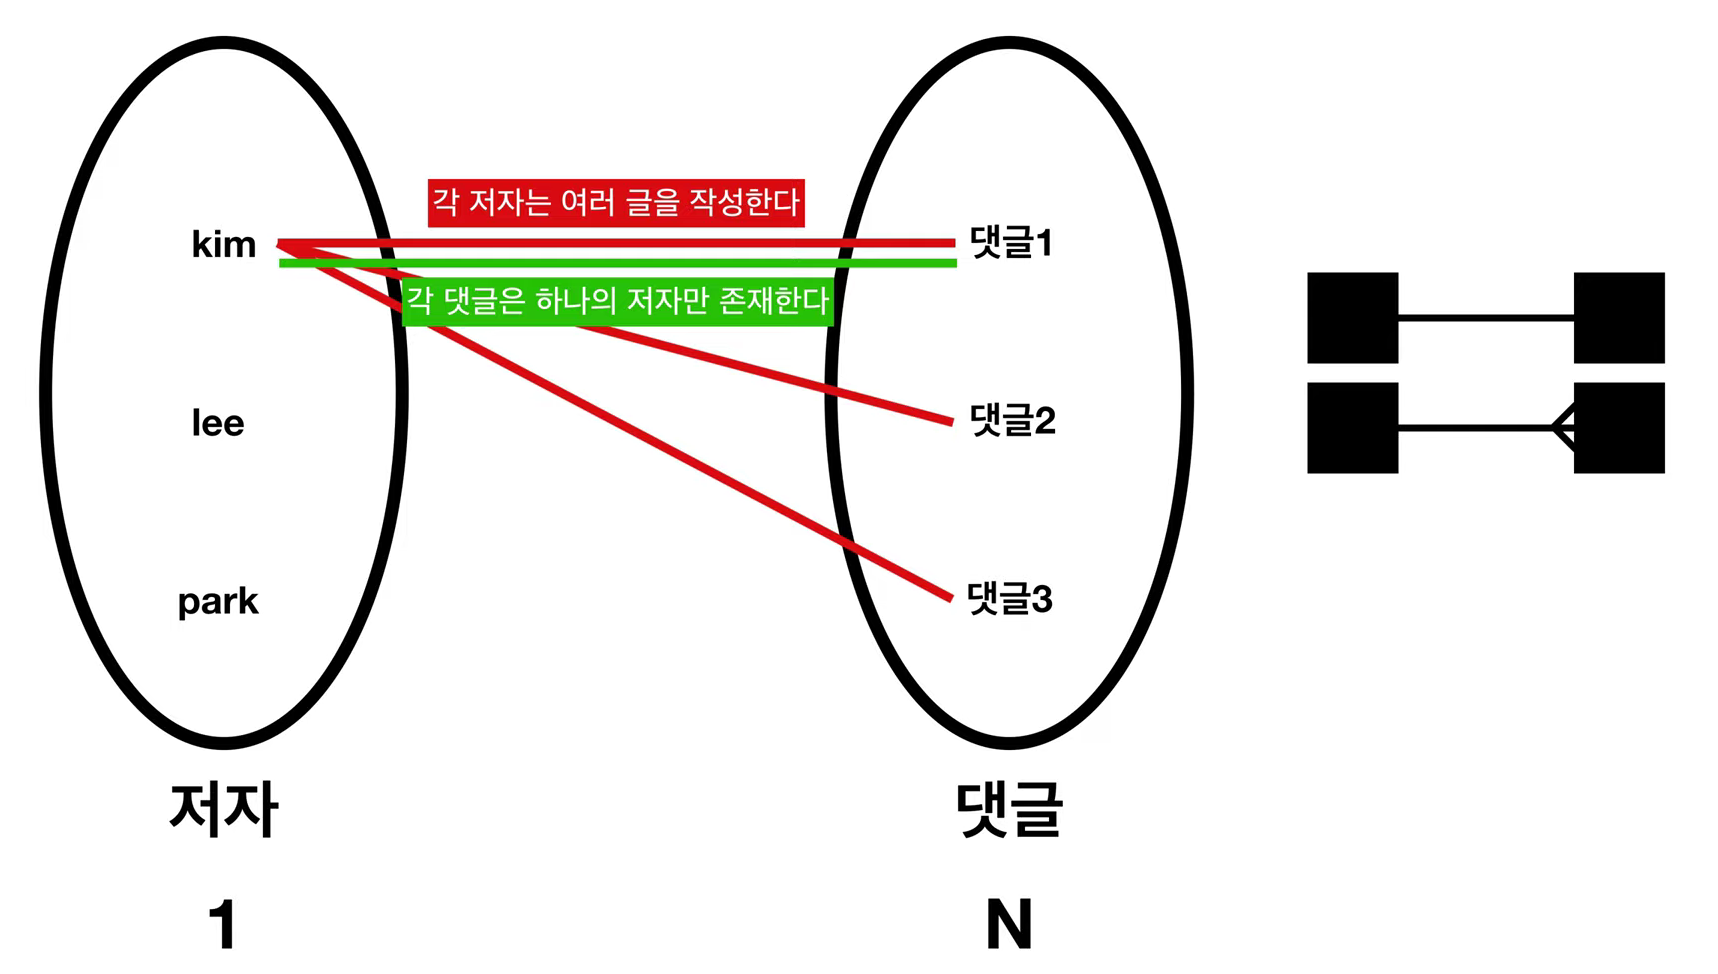 각 저자는 여러 글을 작성한다
kim
댓글1
각 댓글은 하나의 저자만 존재한다
lee
댓글2
park
댓글3
저자
댓글
1
N